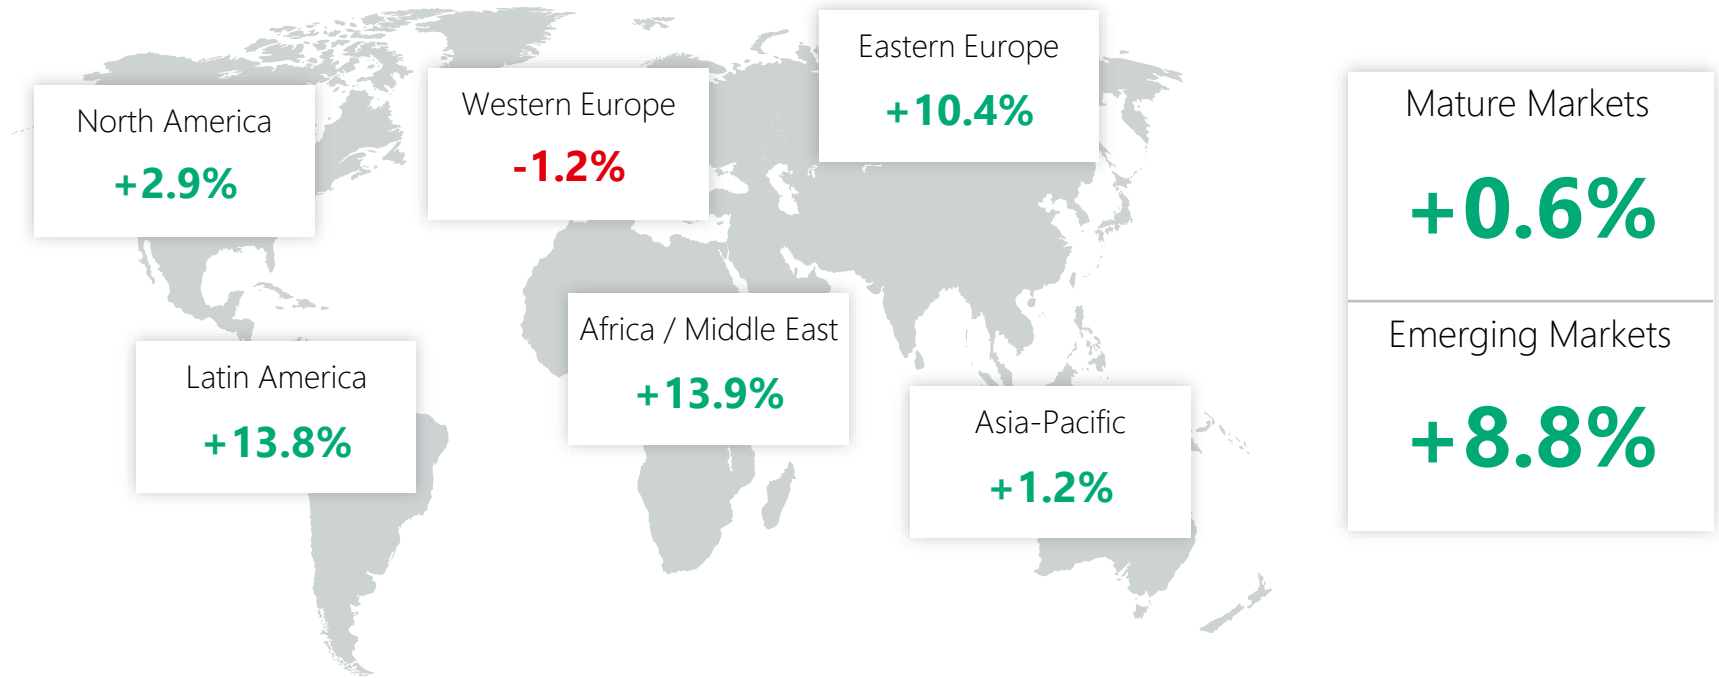 North America
+2.9%
Western Europe
-1.2%
Eastern Europe
+10.4%
Latin America
+13.8%
Africa / Middle East
+13.9%
Asia-Pacific
+1.2%
Mature Markets
+0.6%
Emerging Markets
+8.8%